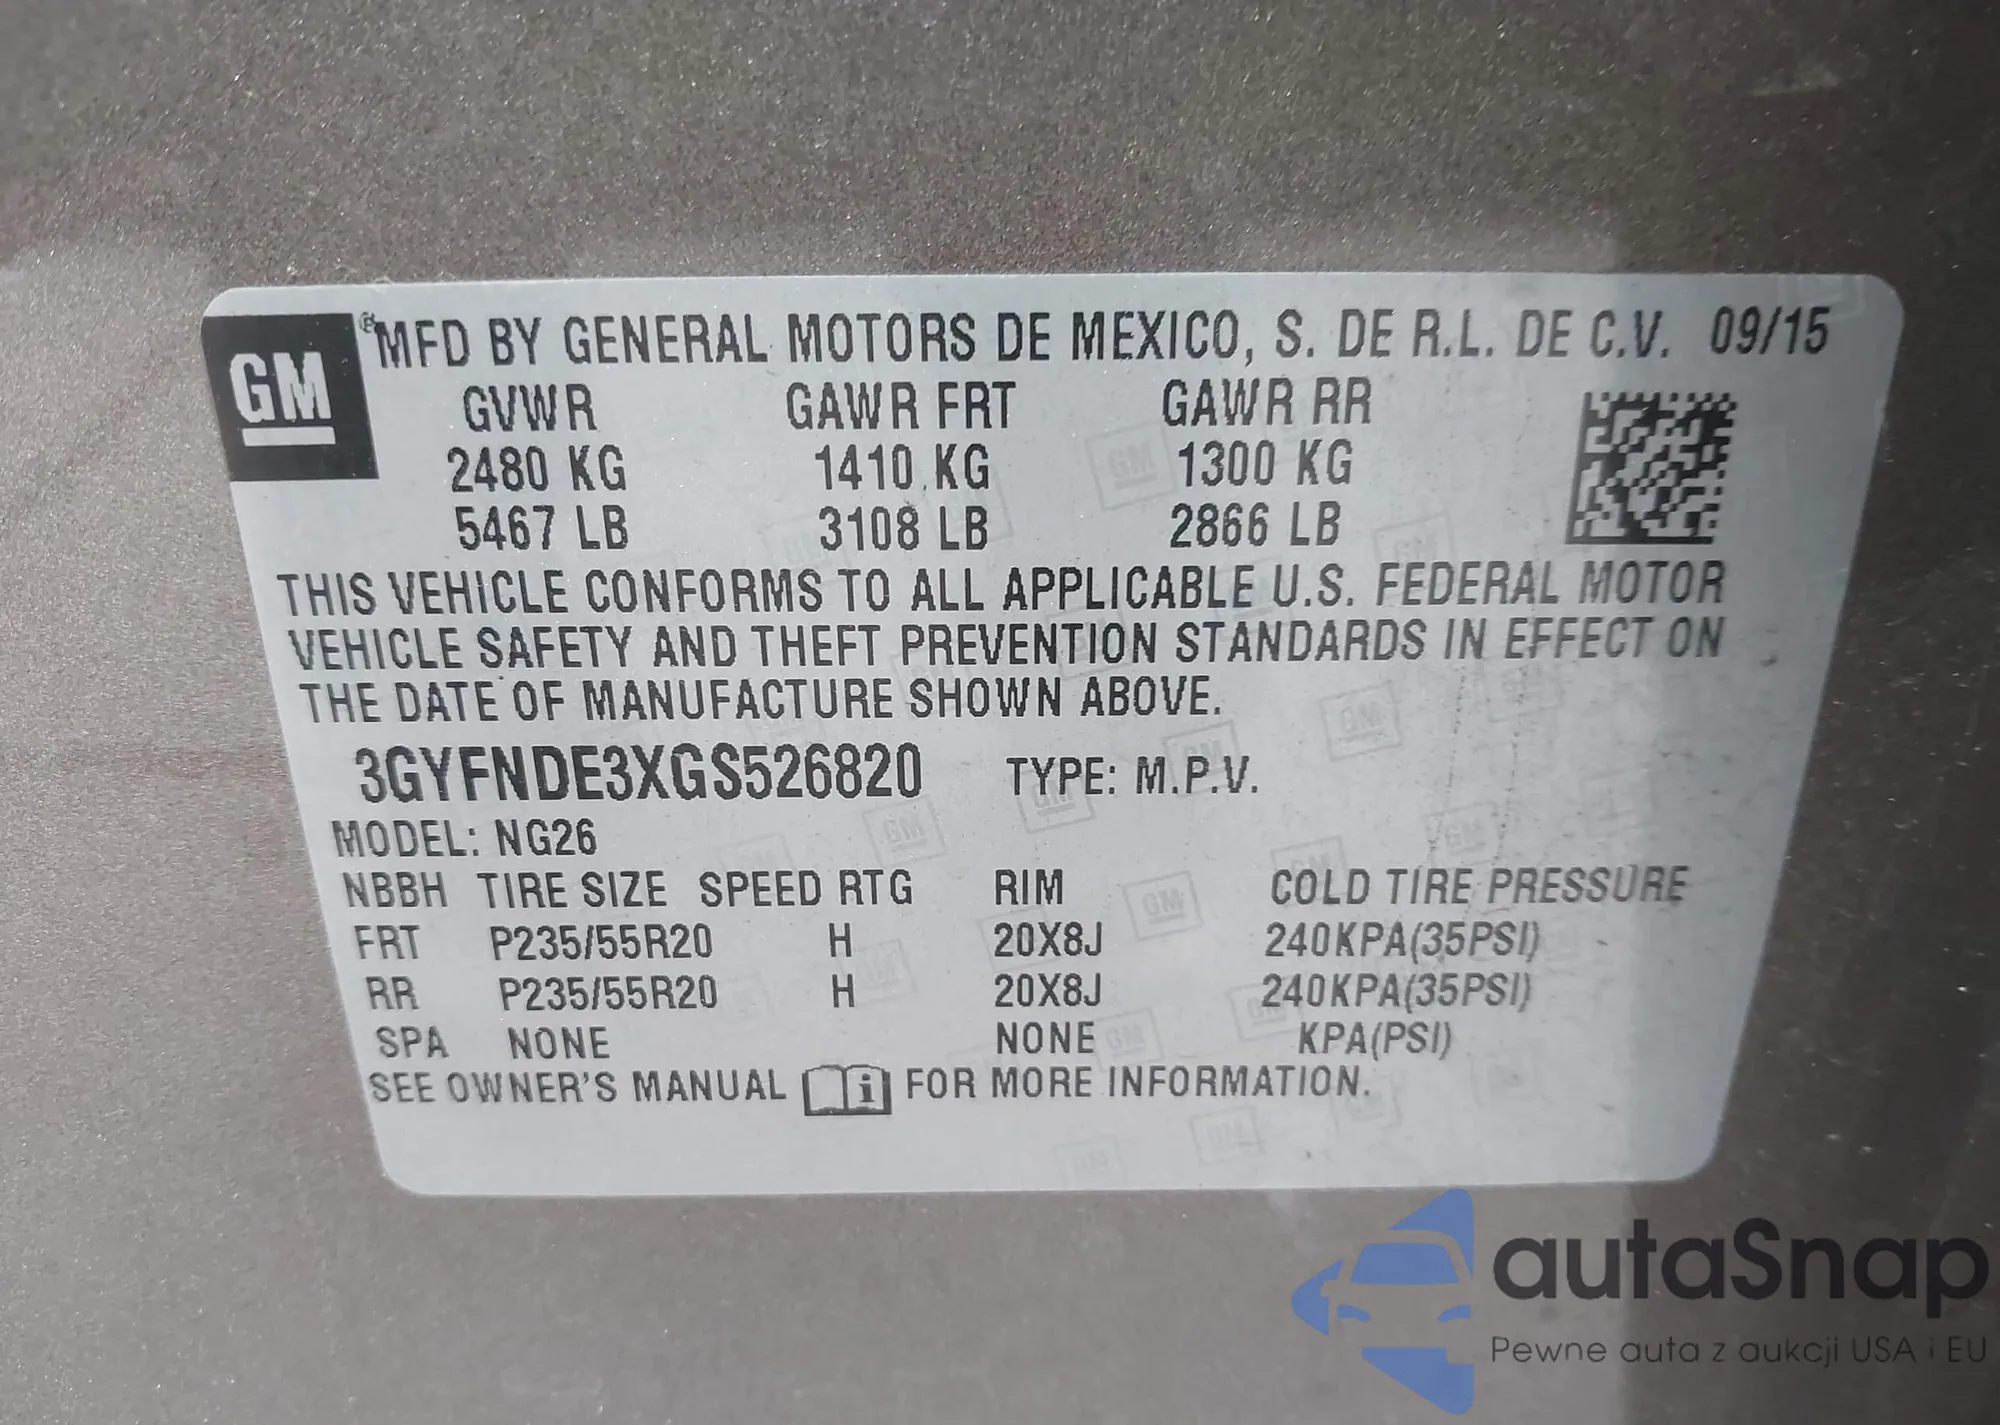 GM
® MFD BY GENERAL MOTORS DE MEXICO, S. DE R.L. DE C.V. 09/15
GVWR GAWR FRT GAWR RR
2480 KG 1410 KG 1300 KG
5467 LB 3108 LB 2866 LB
THIS VEHICLE CONFORMS TO ALL APPLICABLE U.S. FEDERAL MOTOR
VEHICLE SAFETY AND THEFT PREVENTION STANDARDS IN EFFECT ON
THE DATE OF MANUFACTURE SHOWN ABOVE.
3GYFNDE3XGS526820 TYPE: M.P.V.
MODEL: NG26
NBBH TIRE SIZE SPEED RTG RIM COLD TIRE PRESSURE
FRT P235/55R20 H 20X8J 240KPA(35PSI)
RR P235/55R20 H 20X8J 240KPA(35PSI)
SPA NONE NONE KPA(PSI)
SEE OWNER'S MANUAL i FOR MORE INFORMATION.
autaSnap
Pewne auta z aukcji USA i EU